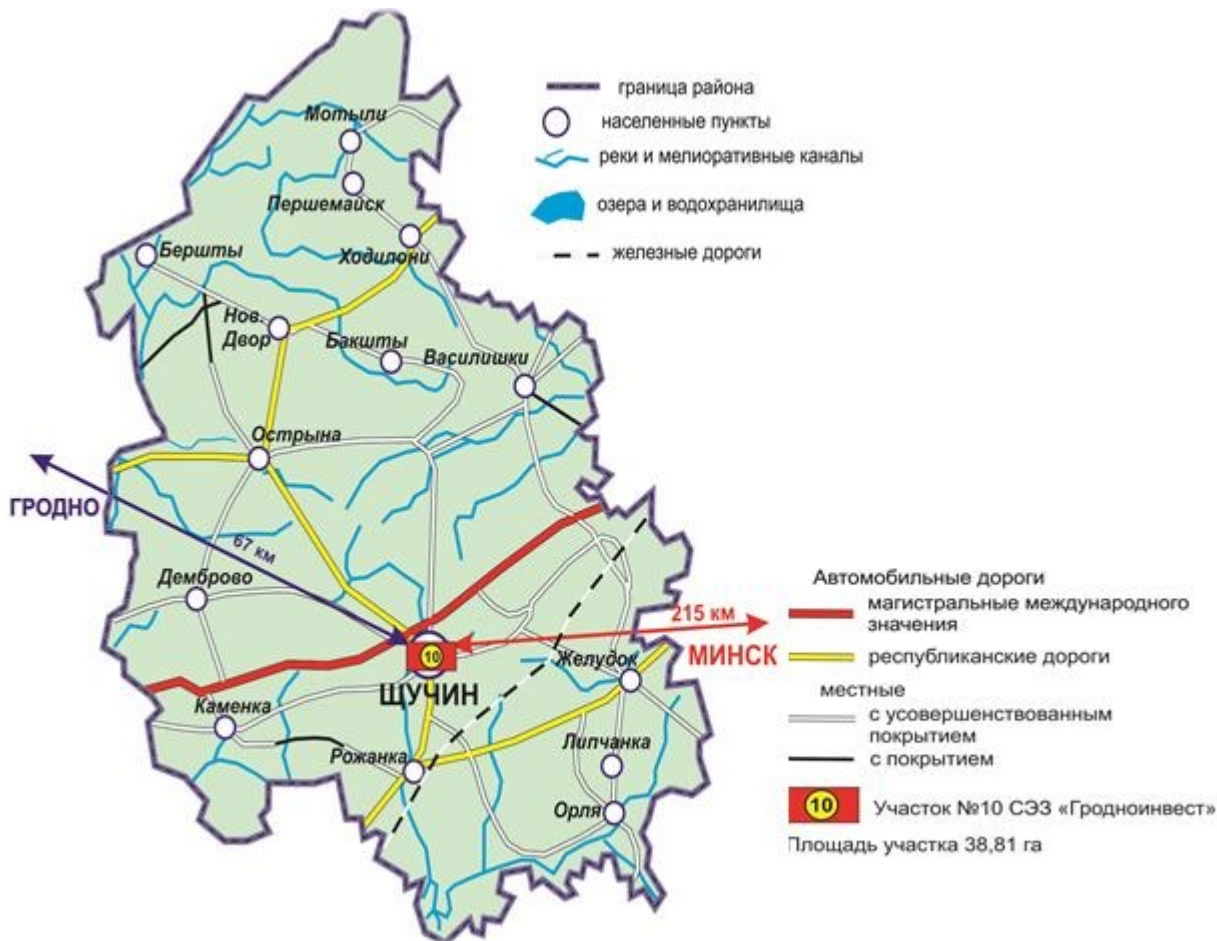 граница района
населенные пункты
реки и мелиоративные каналы
озера и водохранилища
железные дороги
Мотыли
Першемайск
Ходилони
Бершты
Нов.
Двор
Бакшты
Василишки
Острына
ГРОДНО
67 км
Демброво
215 км
МИНСК
10
ЩУЧИН
Желудок
Каменка
Рожанка
Липчанка
Орля
Автомобильные дороги
магистральные международного
значения
республиканские дороги
местные
с усовершенствованным
покрытием
с покрытием
10
Участок №10 СЭЗ «Гродноинвест»
Площадь участка 38,81 га